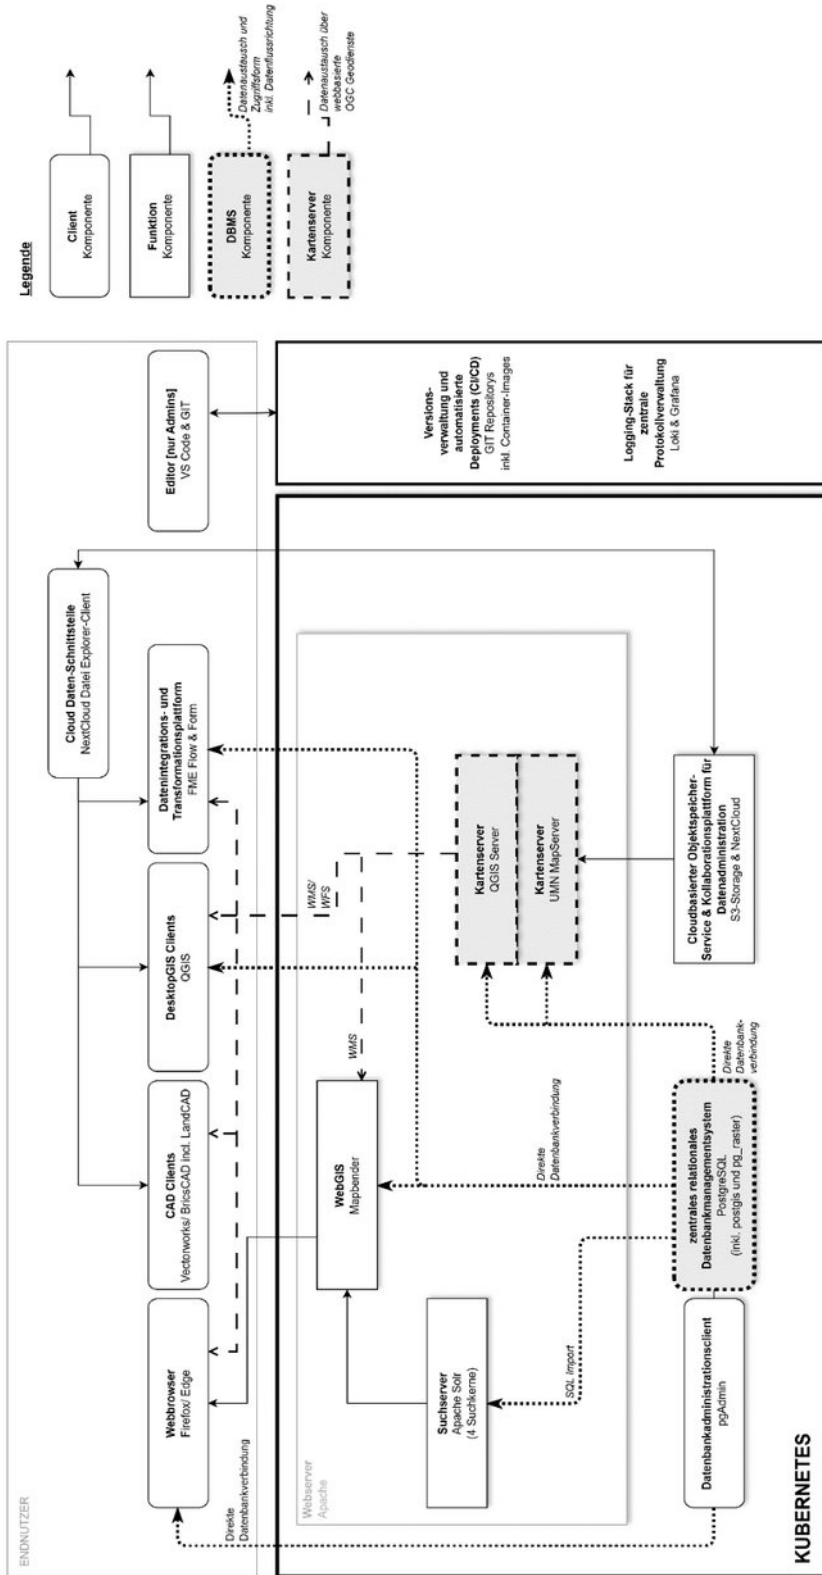 ENDNUTZER
Webbrowser
Firefox/ Edge
CAD Clients
Vectorworks/ BricsCAD incl. LandCAD
DesktopGIS Clients
QGIS
Datenintegrations- und
Transformationsplattform
FME Flow & Form
Cloud Daten-Schnittstelle
NextCloud Datei Explorer-Client
Editor [nur Admins]
VS Code & GIT
Direkte
Datenbankverbindung
WMS/
WFS
WMS
Webserver
Apache
WebGIS
Mapbender
Suchserver
Apache Solr
(4 Suchkerne)
Kartenserver
QGIS Server
Kartenserver
UMN MapServer
Direkte
Datenbankverbindung
SQL Import
Direkte
Datenbank-
verbindung
Datenbankadministrationsclient
pgAdmin
zentrales relationales
Datenbankmanagementsystem
PostgreSQL
(inkl. postgis und pg_raster)
Cloudbasierter Objektspeicher-
Service & Kollaborationsplattform für
Datenadministration
S3-Storage & NextCloud
KUBERNETES
Versions-
verwaltung und
automatisierte
Deployments (CI/CD)
GIT Repositorys
inkl. Container-Images
Logging-Stack für
zentrale
Protokollverwaltung
Loki & Grafana
Legende
Client
Komponente
Funktion
Komponente
DBMS
Komponente
Datenaustausch und
Zugriffsform
inkl. Datenflussrichtung
Kartenserver
Komponente
Datenaustausch über
webbasierte
OGC Geodienste